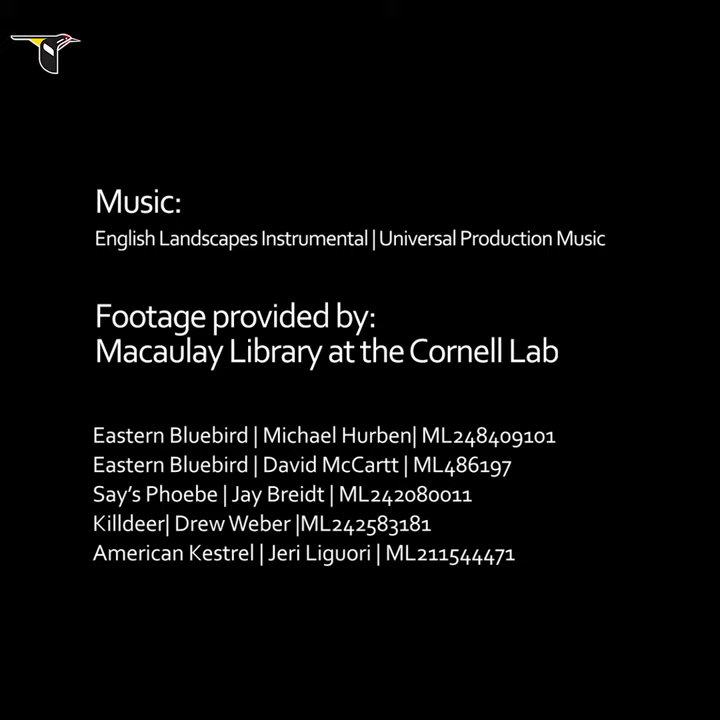 Music:
English Landscapes Instrumental | Universal Production Music
Footage provided by:
Macaulay Library at the Cornell Lab
Eastern Bluebird | Michael Hurben| ML248409101
Eastern Bluebird | David McCartt | ML486197
Say's Phoebe | Jay Breidt | ML242080011
Killdeer| Drew Weber |ML242583181
American Kestrel | Jeri Liguori | ML211544471